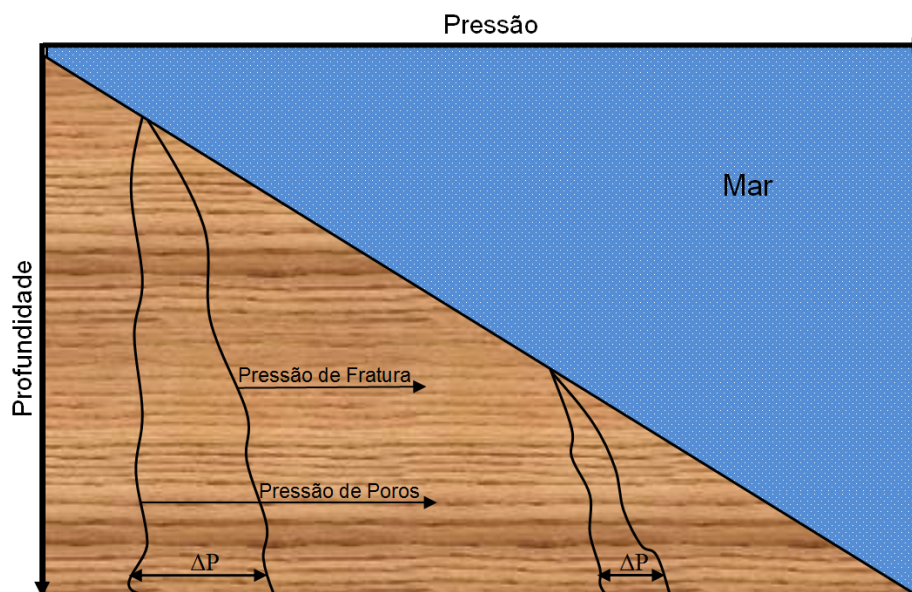 Pressão
Mar
Profundidade
Pressão de Fratura
Pressão de Poros
ΔP
ΔP